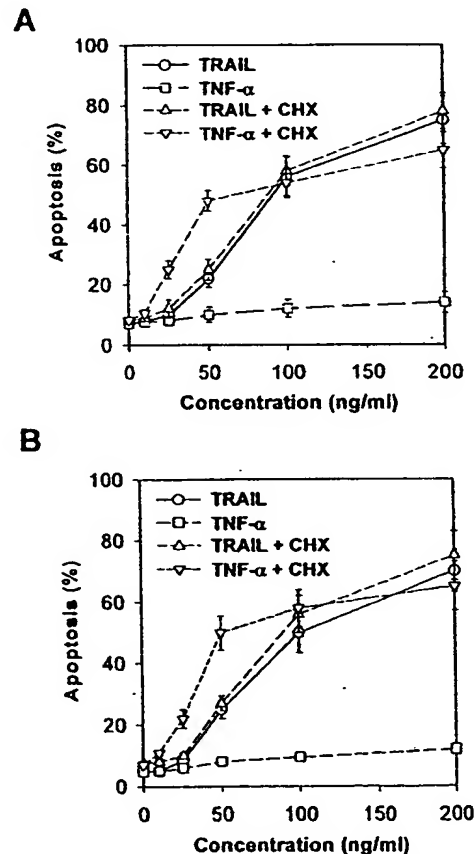 A
100
80
60
40
20
0
Apoptosis (%)
TRAIL
TNF-α
TRAIL + CHX
TNF-α + CHX
0 50 100 150 200
Concentration (ng/ml)
B
100
80
60
40
20
0
Apoptosis (%)
TRAIL
TNF-α
TRAIL + CHX
TNF-α + CHX
0 50 100 150 200
Concentration (ng/ml)